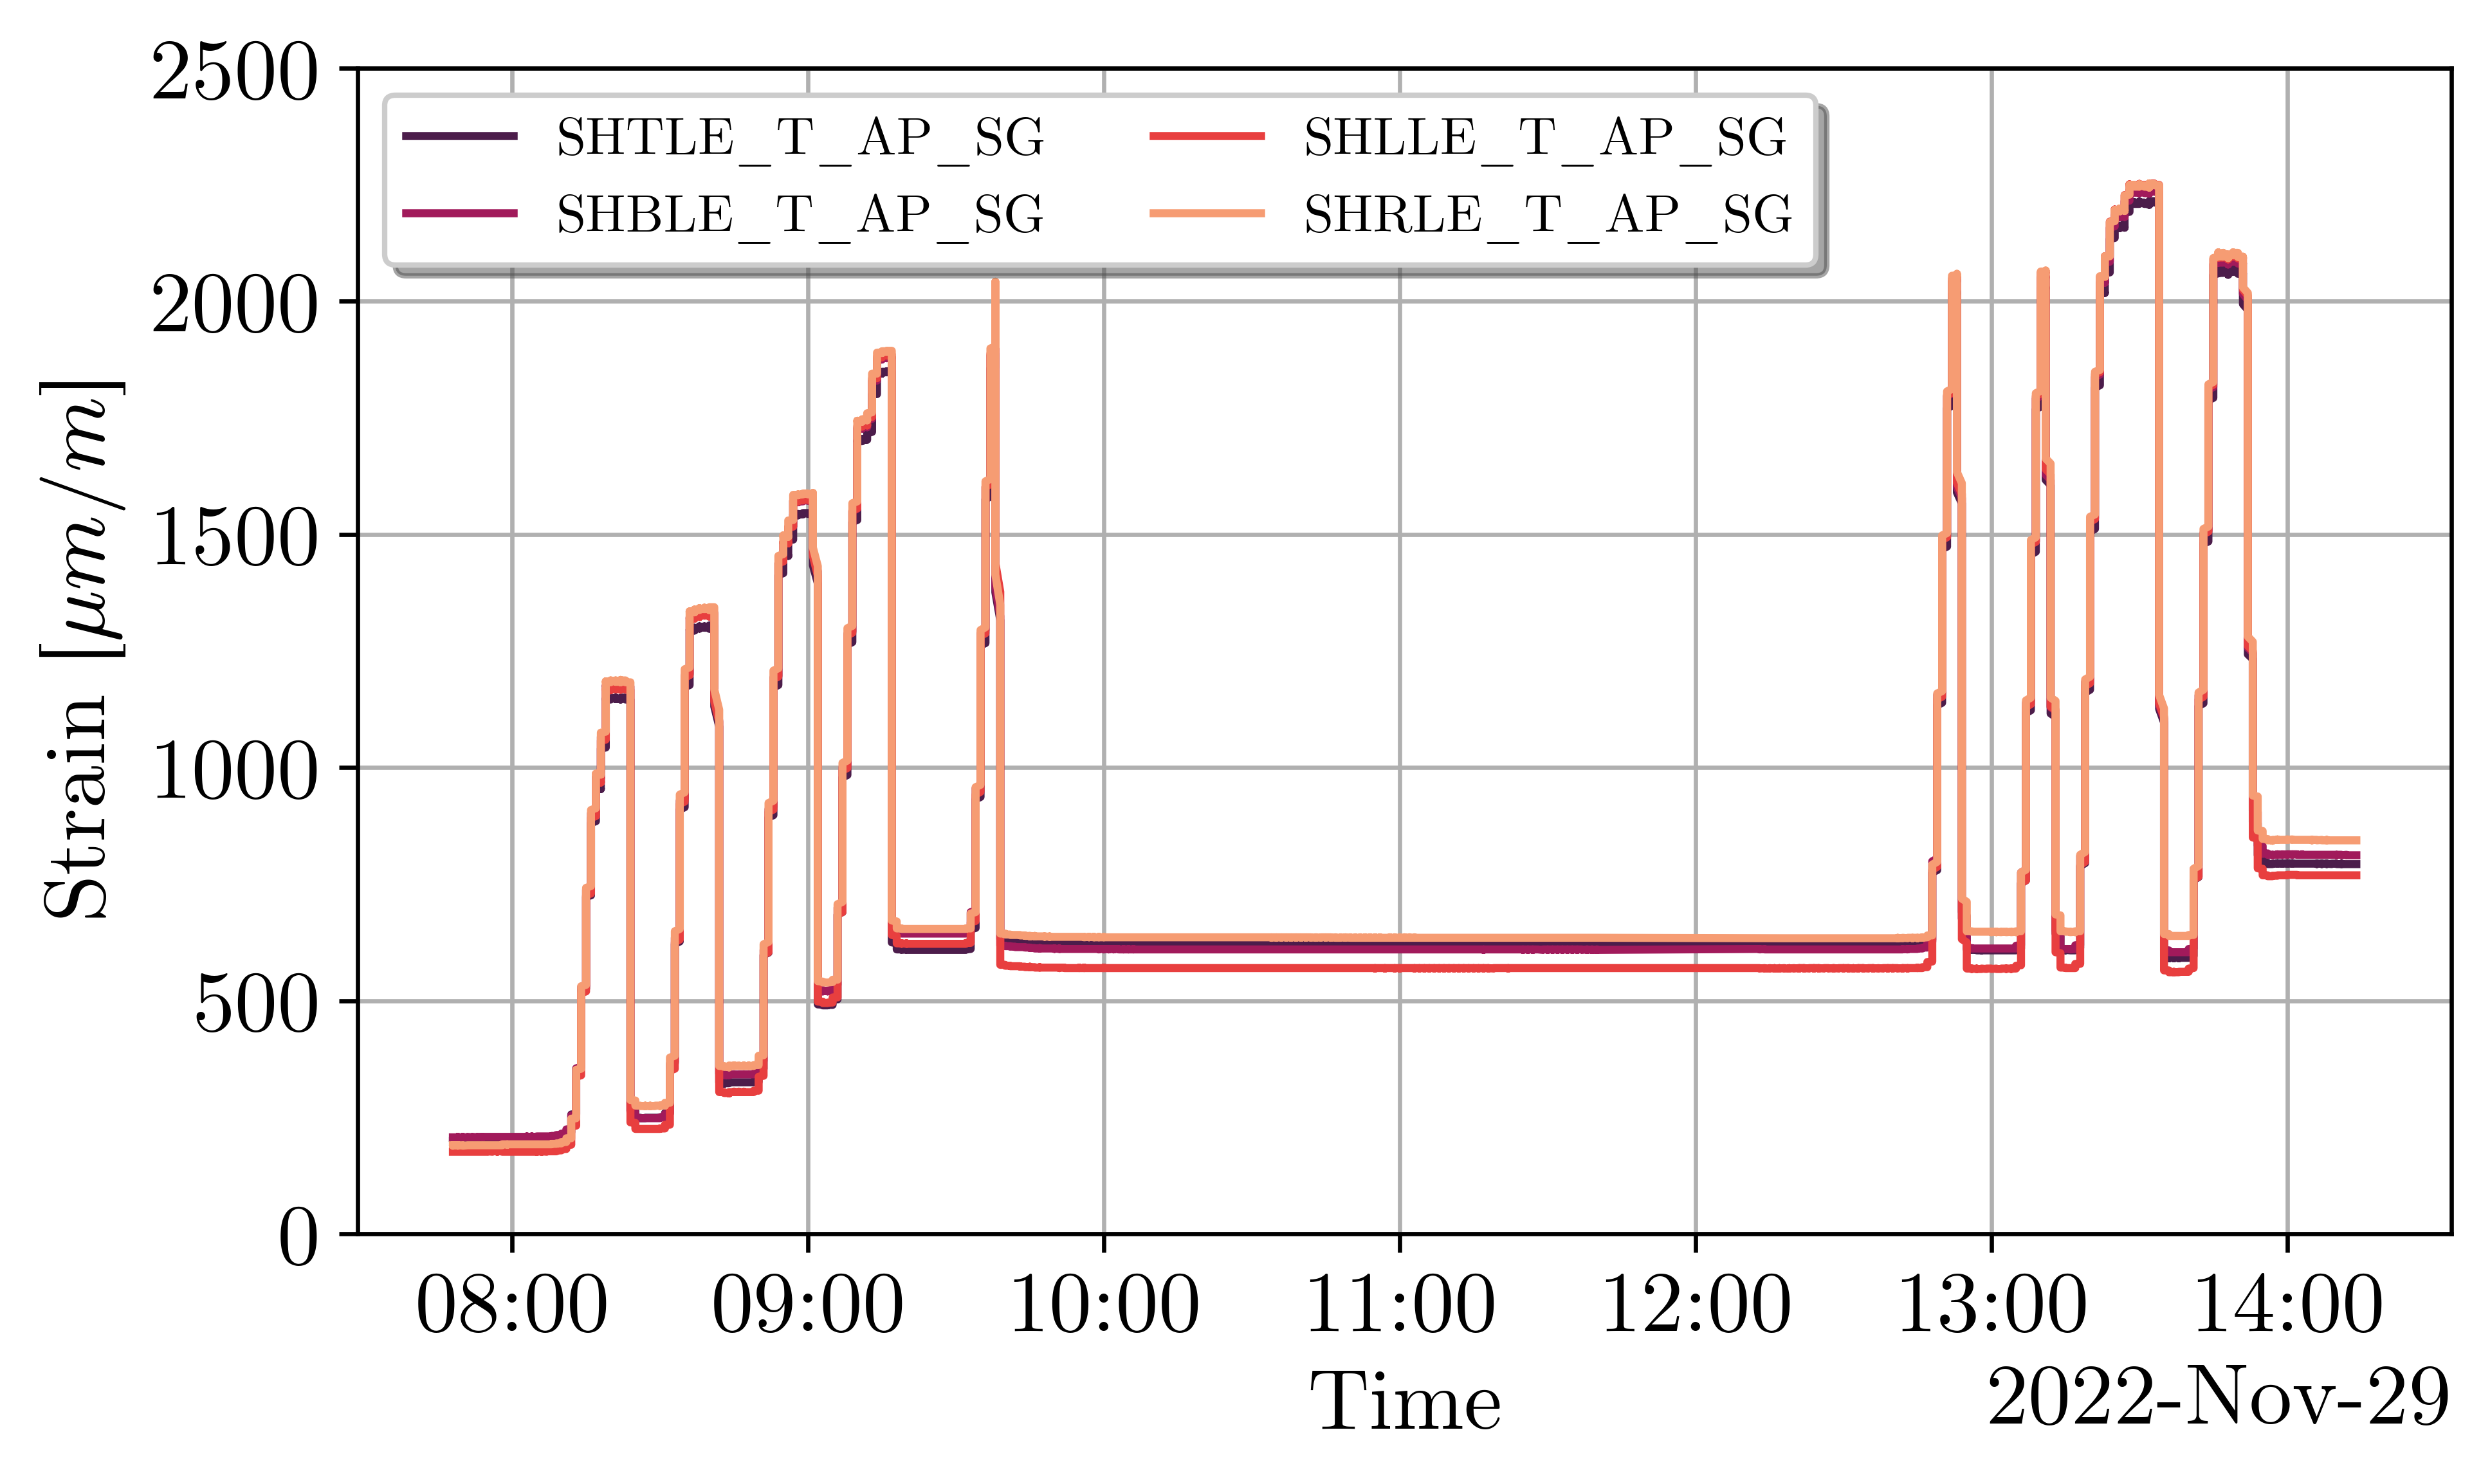 2500
2000
1500
1000
500
0
Strain [μm/m]
SHTLE_T_AP_SG
SHBLE_T_AP_SG
SHLLE_T_AP_SG
SHRLE_T_AP_SG
08:00 09:00 10:00 11:00 12:00 13:00 14:00
Time
2022-Nov-29